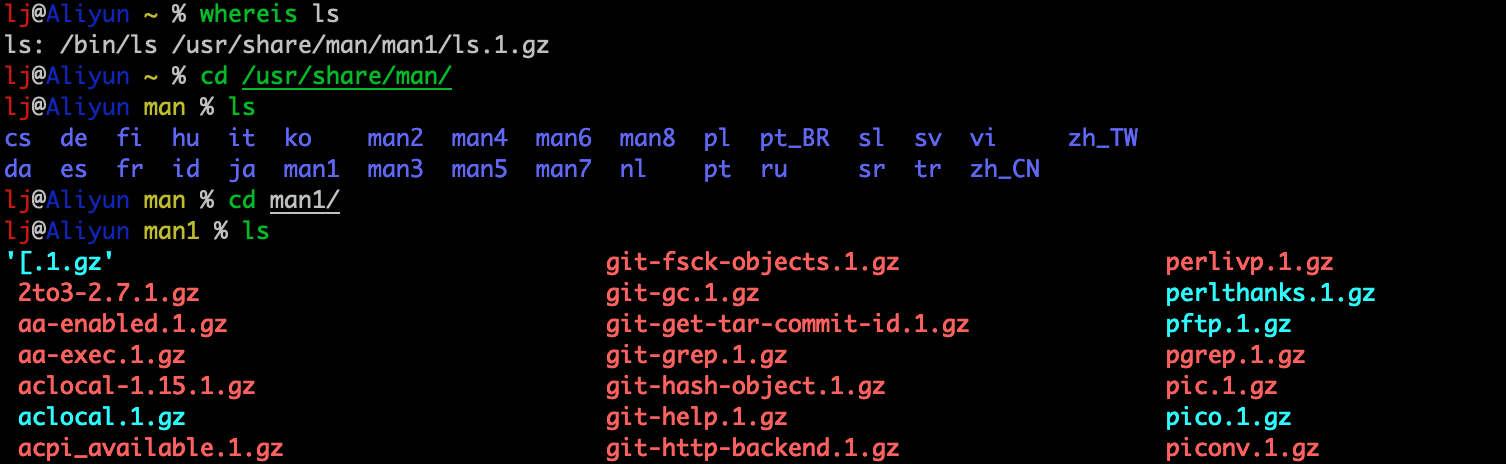 lj@Aliyun ~ % whereis ls
ls: /bin/ls /usr/share/man/man1/ls.1.gz
lj@Aliyun ~ % cd /usr/share/man/
lj@Aliyun man % ls
cs  de  fi  hu  it  ko    man2  man4  man6  man8  pl  pt_BR  sl  sv  vi     zh_TW
da  es  fr  id  ja  man1  man3  man5  man7  nl    pt  ru     sr  tr  zh_CN
lj@Aliyun man % cd man1/
lj@Aliyun man1 % ls
'[.1.gz'                                   git-fsck-objects.1.gz                   perlivp.1.gz
 2to3-2.7.1.gz                             git-gc.1.gz                             perlthanks.1.gz
 aa-enabled.1.gz                           git-get-tar-commit-id.1.gz              pftp.1.gz
 aa-exec.1.gz                              git-grep.1.gz                           pgrep.1.gz
 aclocal-1.15.1.gz                         git-hash-object.1.gz                    pic.1.gz
 aclocal.1.gz                              git-help.1.gz                           pico.1.gz
 acpi_available.1.gz                       git-http-backend.1.gz                   piconv.1.gz